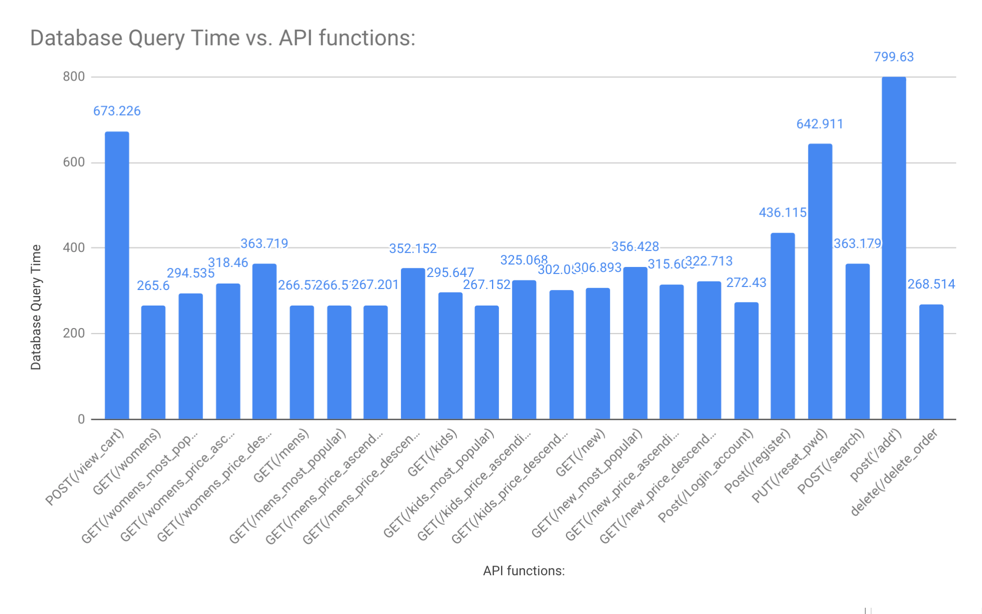 Database Query Time vs. API functions:
799.63
800
673.226
642.911
600
436.115
400
363.719
352.152
356.428
363.179
318.46
325.068
322.713
294.535
295.647
306.893
265.6
267.201
267.152
272.43
268.514
200
0
Database Query Time
POST(/view_cart)
GET(/womens)
GET(/womens_most_pop...
GET(/womens_price_asc...
GET(/womens_price_des...
GET(/mens)
GET(/mens_most_popular)
GET(/mens_price_ascend...
GET(/mens_price_descen...
GET(/kids)
GET(/kids_most_popular)
GET(/kids_price_ascendi...
GET(/kids_price_descend...
GET(/new)
GET(/new_most_popular)
GET(/new_price_ascendi...
GET(/new_price_descend...
Post(/Login_account)
Post(/register)
PUT(/reset_pwd)
POST(/search)
post('/add')
delete(/delete_order
API functions: